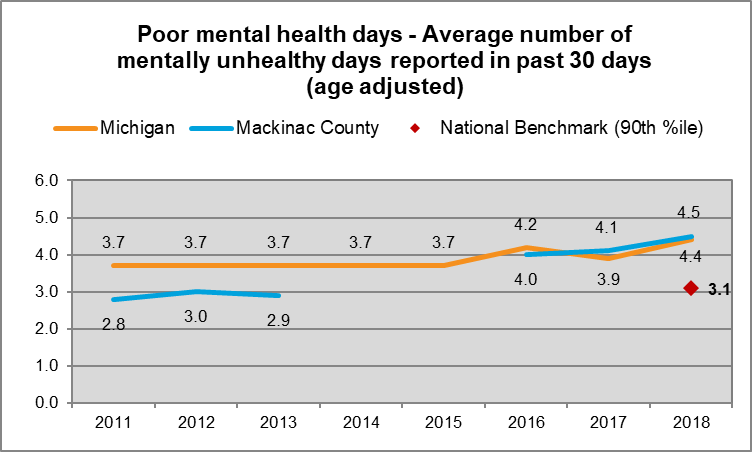 Poor mental health days - Average number of
mentally unhealthy days reported in past 30 days
(age adjusted)
Michigan Mackinac County National Benchmark (90th %ile)
6.0
5.0
4.0
3.0
2.0
1.0
0.0
3.7 3.7 3.7 3.7 3.7 4.2 4.1 4.5
2.8 3.0 2.9 4.0 3.9 4.4
3.1
2011 2012 2013 2014 2015 2016 2017 2018